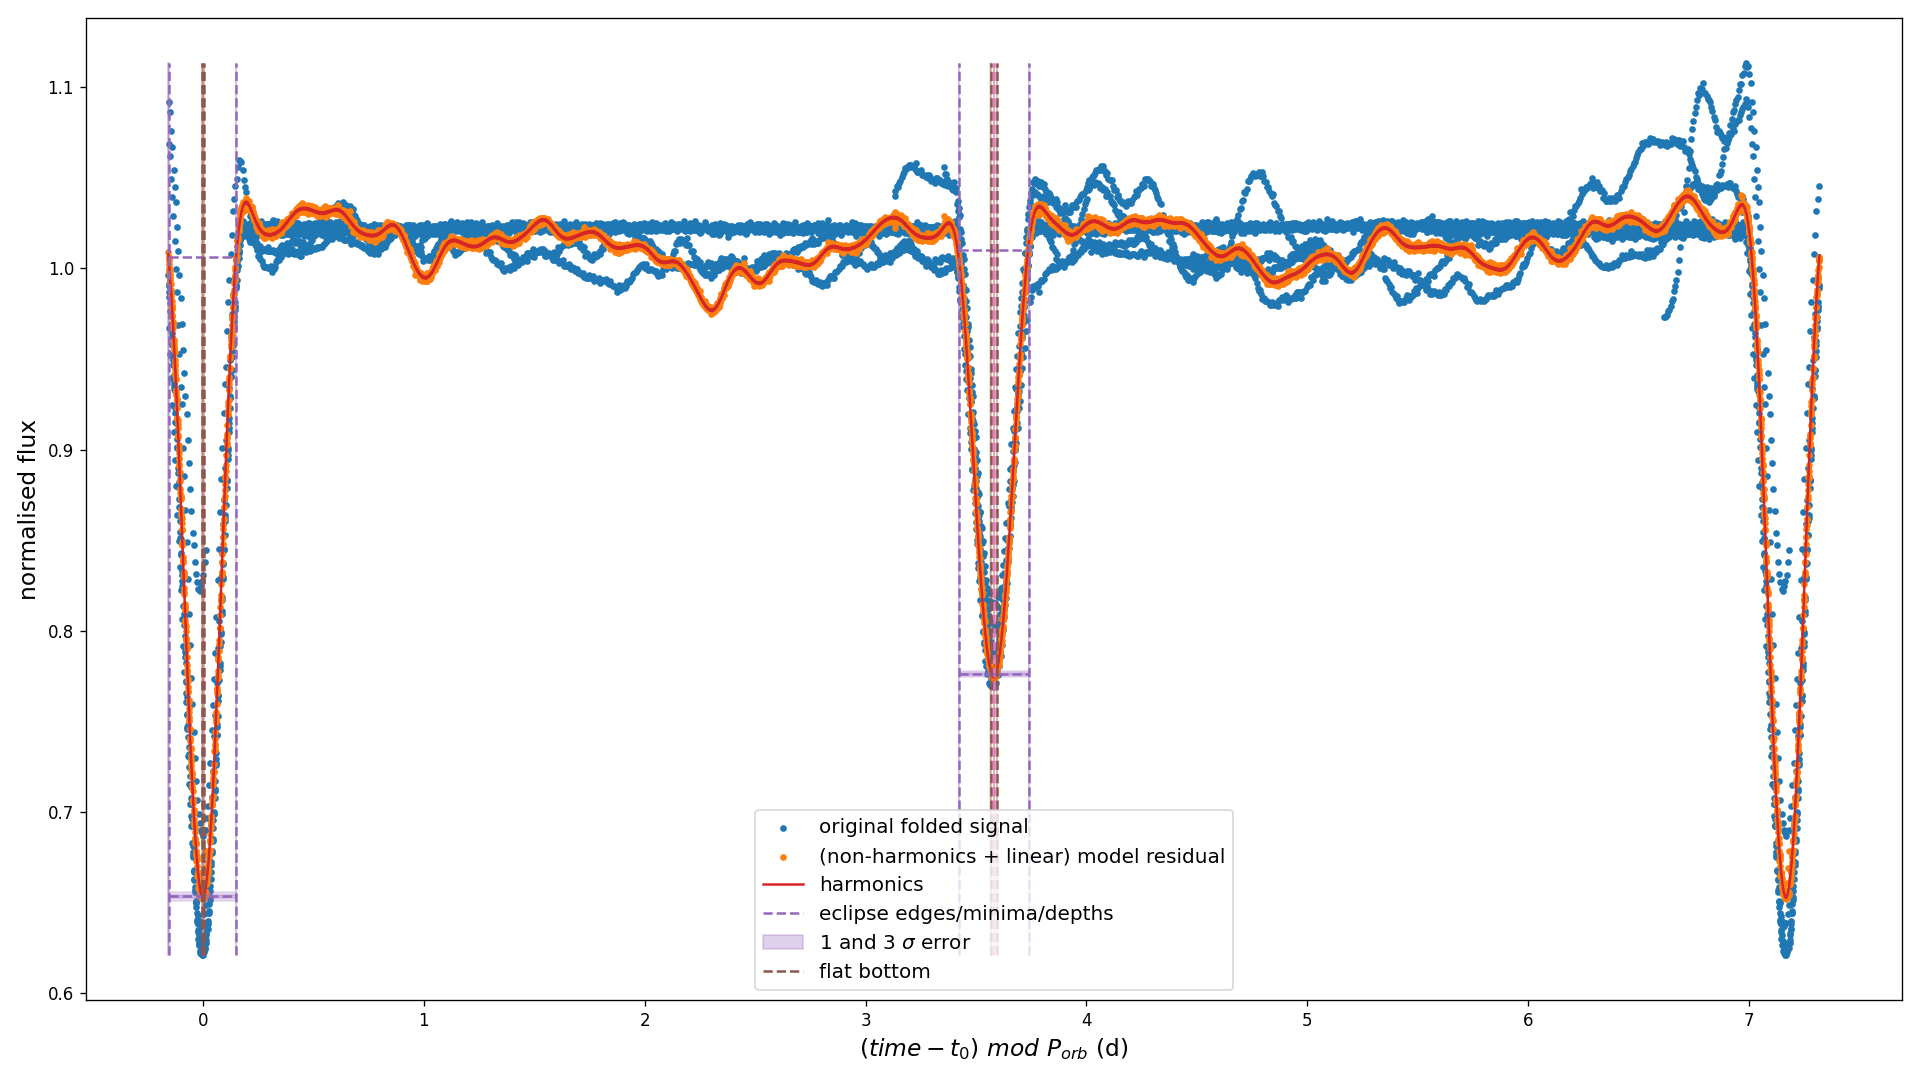 1.1
1.0
0.9
0.8
0.7
0.6
normalised flux
original folded signal
(non-harmonics + linear) model residual
harmonics
eclipse edges/minima/depths
1 and 3 σ error
flat bottom
0 1 2 3 4 5 6 7
(time − t₀) mod Pₒᵣb (d)